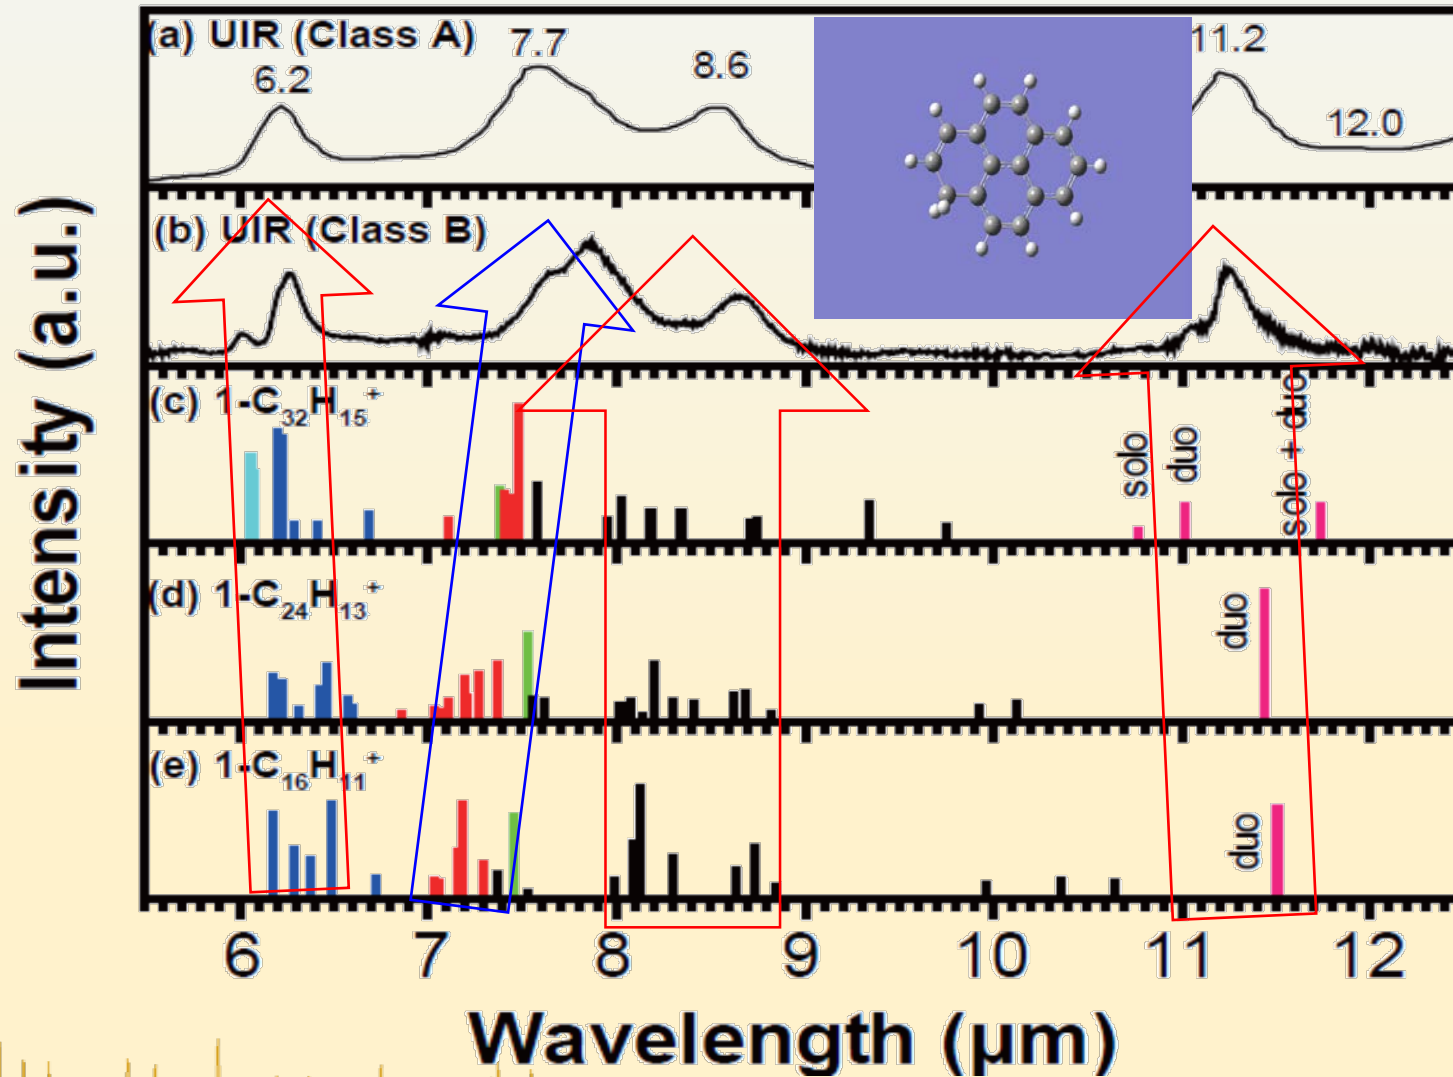 Intensity (a.u.)
(a) UIR (Class A)
6.2
7.7
8.6
11.2
12.0
(b) UIR (Class B)
(c) 1-C₃₂H₁₅⁺
solo
duo
solo + duo
(d) 1-C₂₄H₁₃⁺
duo
(e) 1-C₁₆H₁₁⁺
duo
6 7 8 9 10 11 12
Wavelength (μm)